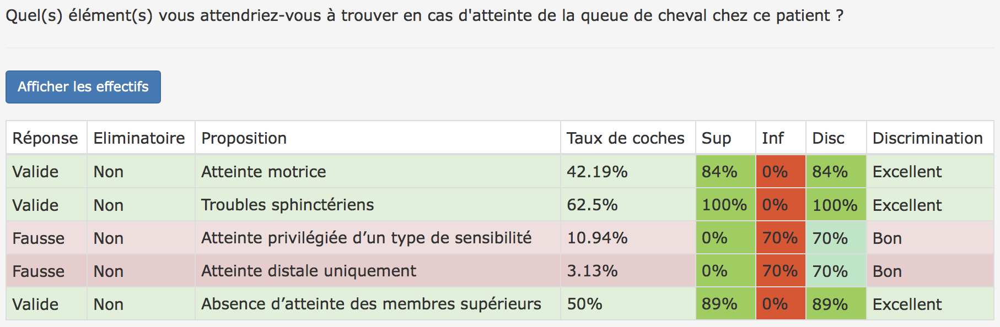 Quel(s) élément(s) vous attendriez-vous à trouver en cas d'atteinte de la queue de cheval chez ce patient ?
Afficher les effectifs
Réponse Eliminatoire Proposition Taux de coches Sup Inf Disc Discrimination
Valide Non Atteinte motrice 42.19% 84% 0% 84% Excellent
Valide Non Troubles sphinctériens 62.5% 100% 0% 100% Excellent
Fausse Non Atteinte privilégiée d’un type de sensibilité 10.94% 0% 70% 70% Bon
Fausse Non Atteinte distale uniquement 3.13% 0% 70% 70% Bon
Valide Non Absence d’atteinte des membres supérieurs 50% 89% 0% 89% Excellent